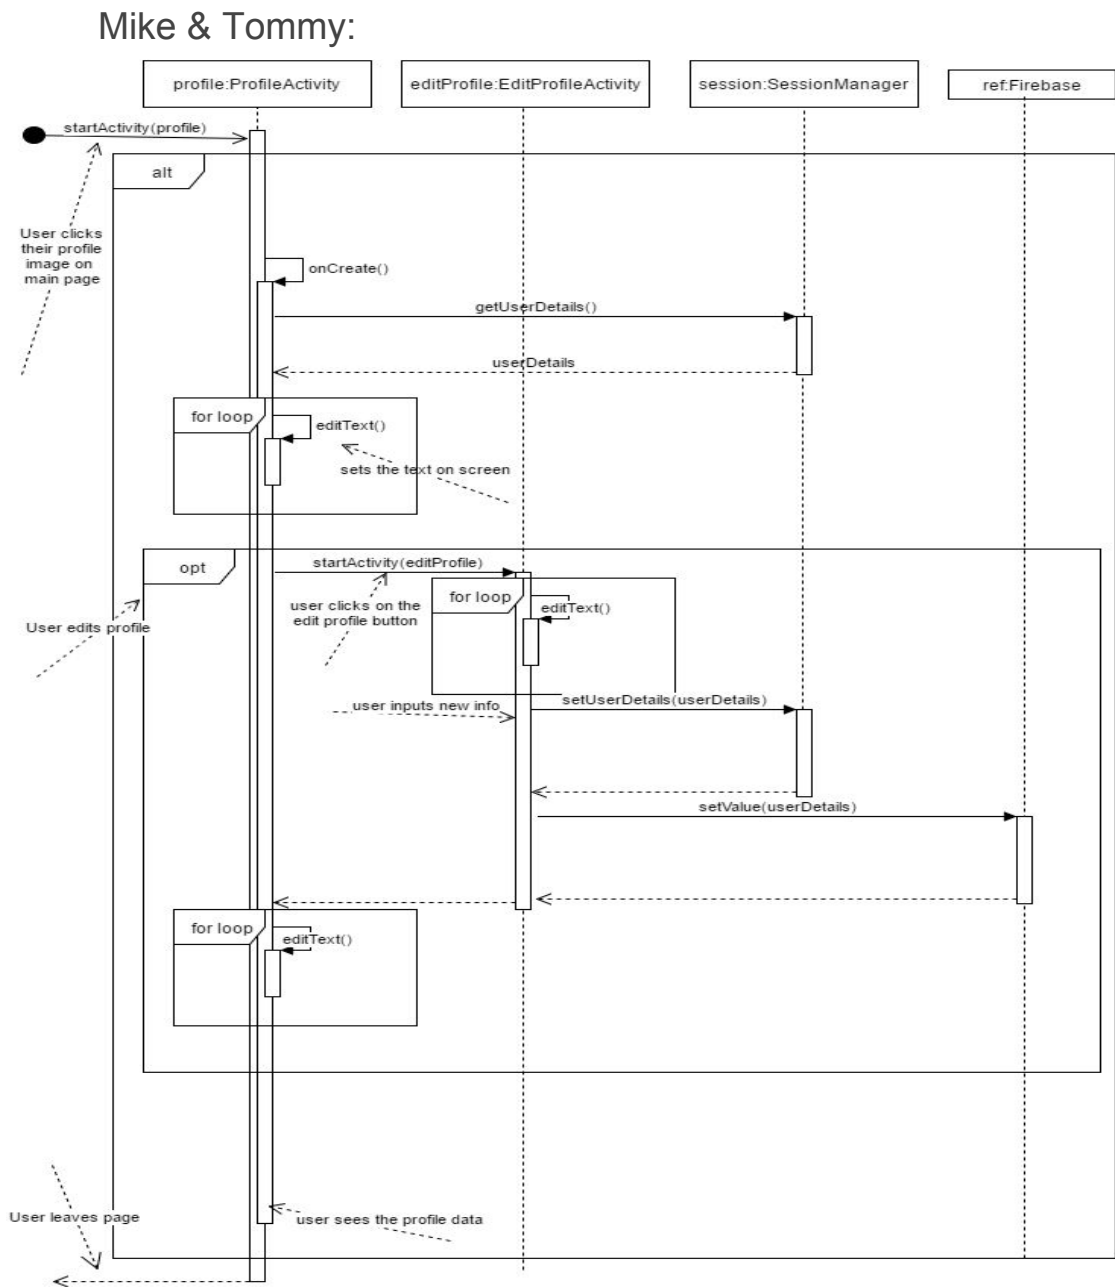 Mike & Tommy:
profile:ProfileActivity
editProfile:EditProfileActivity
session:SessionManager
ref:Firebase
startActivity(profile)
alt
User clicks
their profile
image on
main page
onCreate()
getUserDetails()
userDetails
for loop
editText()
sets the text on screen
opt
startActivity(editProfile)
for loop
editText()
user clicks on the
edit profile button
User edits profile
setUserDetails(userDetails)
user inputs new info
setValue(userDetails)
for loop
editText()
User leaves page
user sees the profile data